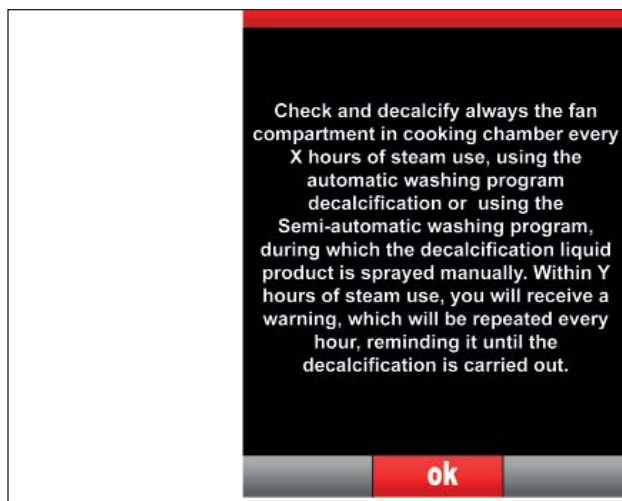 Check and decalcify always the fan
compartment in cooking chamber every
X hours of steam use, using the
automatic washing program
decalcification or using the
Semi-automatic washing program,
during which the decalcification liquid
product is sprayed manually. Within Y
hours of steam use, you will receive a
warning, which will be repeated every
hour, reminding it until the
decalcification is carried out.
ok